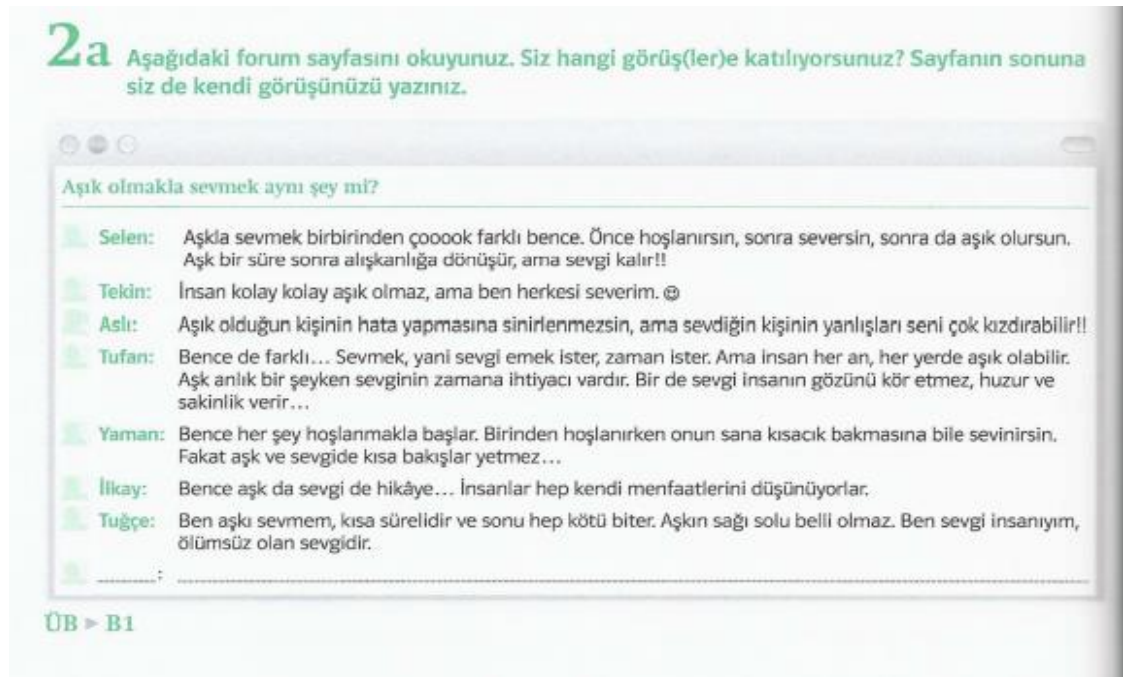 2a Aşağıdaki forum sayfasını okuyunuz. Siz hangi görüş(ler)e katılıyorsunuz? Sayfanın sonuna
siz de kendi görüşünüzü yazınız.
Aşık olmakla sevmek aynı şey mi?
Selen: Aşkla sevmek birbirinden çooook farklı bence. Önce hoşlanırsın, sonra seversin, sonra da aşık olursun.
Aşk bir süre sonra alışkanlığa dönüşür, ama sevgi kalır!!
Tekin: İnsan kolay kolay aşık olmaz, ama ben herkesi severim. 😊
Aslı: Aşık olduğun kişinin hata yapmasına sinirlenmezsin, ama sevdiğin kişinin yanlışları seni çok kızdırabilir!!
Tufan: Bence de farklı... Sevmek, yani sevgi emek ister, zaman ister. Ama insan her an, her yerde aşık olabilir.
Aşk anlık bir şeyken sevginin zamana ihtiyacı vardır. Bir de sevgi insanın gözünü kör etmez, huzur ve
sakinlik verir...
Yaman: Bence her şey hoşlanmakla başlar. Birinden hoşlanırken onun sana kısacık bakmasına bile sevinirsin.
Fakat aşk ve sevgide kısa bakışlar yetmez...
İlkay: Bence aşk da sevgi de hikâye... İnsanlar hep kendi menfaatlerini düşünüyorlar.
Tuğçe: Ben aşkı sevmem, kısa sürelidir ve sonu hep kötü biter. Aşkın sağı solu belli olmaz. Ben sevgi insanıyım,
ölümsüz olan sevgidir.
ÜB ▸ B1